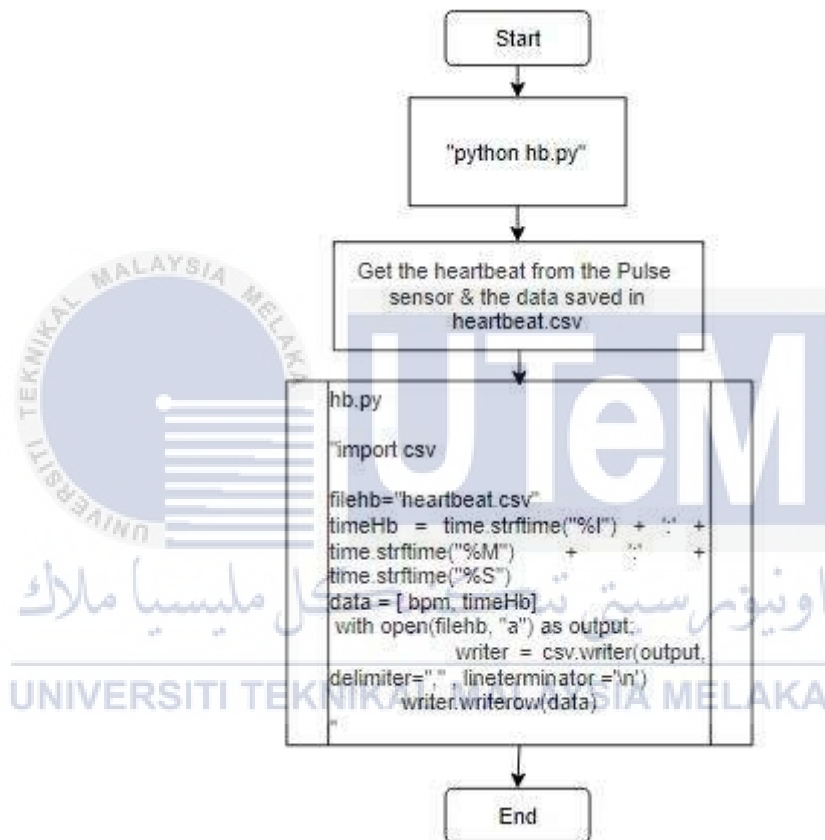 Start
"python hb.py"
Get the heartbeat from the Pulse
sensor & the data saved in
heartbeat.csv
hb.py
"import csv
filehb="heartbeat.csv"
timeHb = time.strftime("%I") + ':' +
time.strftime("%M") + ':' +
time.strftime("%S")
data = [ bpm, timeHb]
with open(filehb, "a") as output:
writer = csv.writer(output,
delimiter="," , lineterminator ='\n')
writer.writerow(data)
"
End
UNIVERSITI TEKNIKAL MALAYSIA MELAKA
UTeM
اونيۏرسيتي تيكنيكل مليسيا ملاك
UNIVERSITI TEKNIKAL MALAYSIA MELAKA